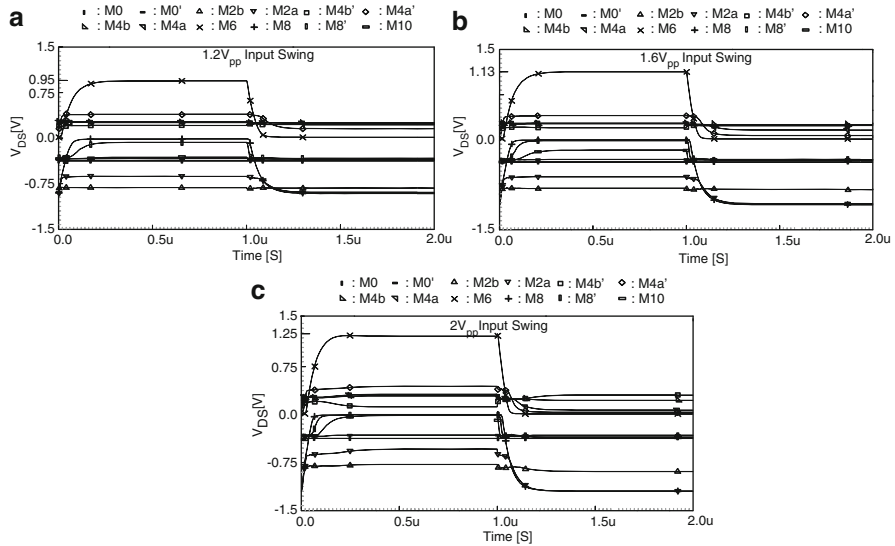 a
: M0 : M0' : M2b : M2a : M4b' : M4a'
: M4b : M4a : M6 : M8 : M8' : M10
1.2Vpp Input Swing
1.5
0.95
0.75
0.0
-0.75
-1.5
VDS[V]
0.0 0.5u 1.0u 1.5u 2.0u
Time [S]
b
: M0 : M0' : M2b : M2a : M4b' : M4a'
: M4b : M4a : M6 : M8 : M8' : M10
1.6Vpp Input Swing
1.5
1.13
0.75
0.0
-0.75
-1.5
VDS[V]
0.0 0.5u 1.0u 1.5u 2.0u
Time [S]
c
: M0 : M0' : M2b : M2a : M4b' : M4a'
: M4b : M4a : M6 : M8 : M8' : M10
2Vpp Input Swing
1.5
1.25
0.75
0.0
-0.75
-1.5
VDS[V]
0.0 0.5u 1.0u 1.5u 2.0u
Time [S]